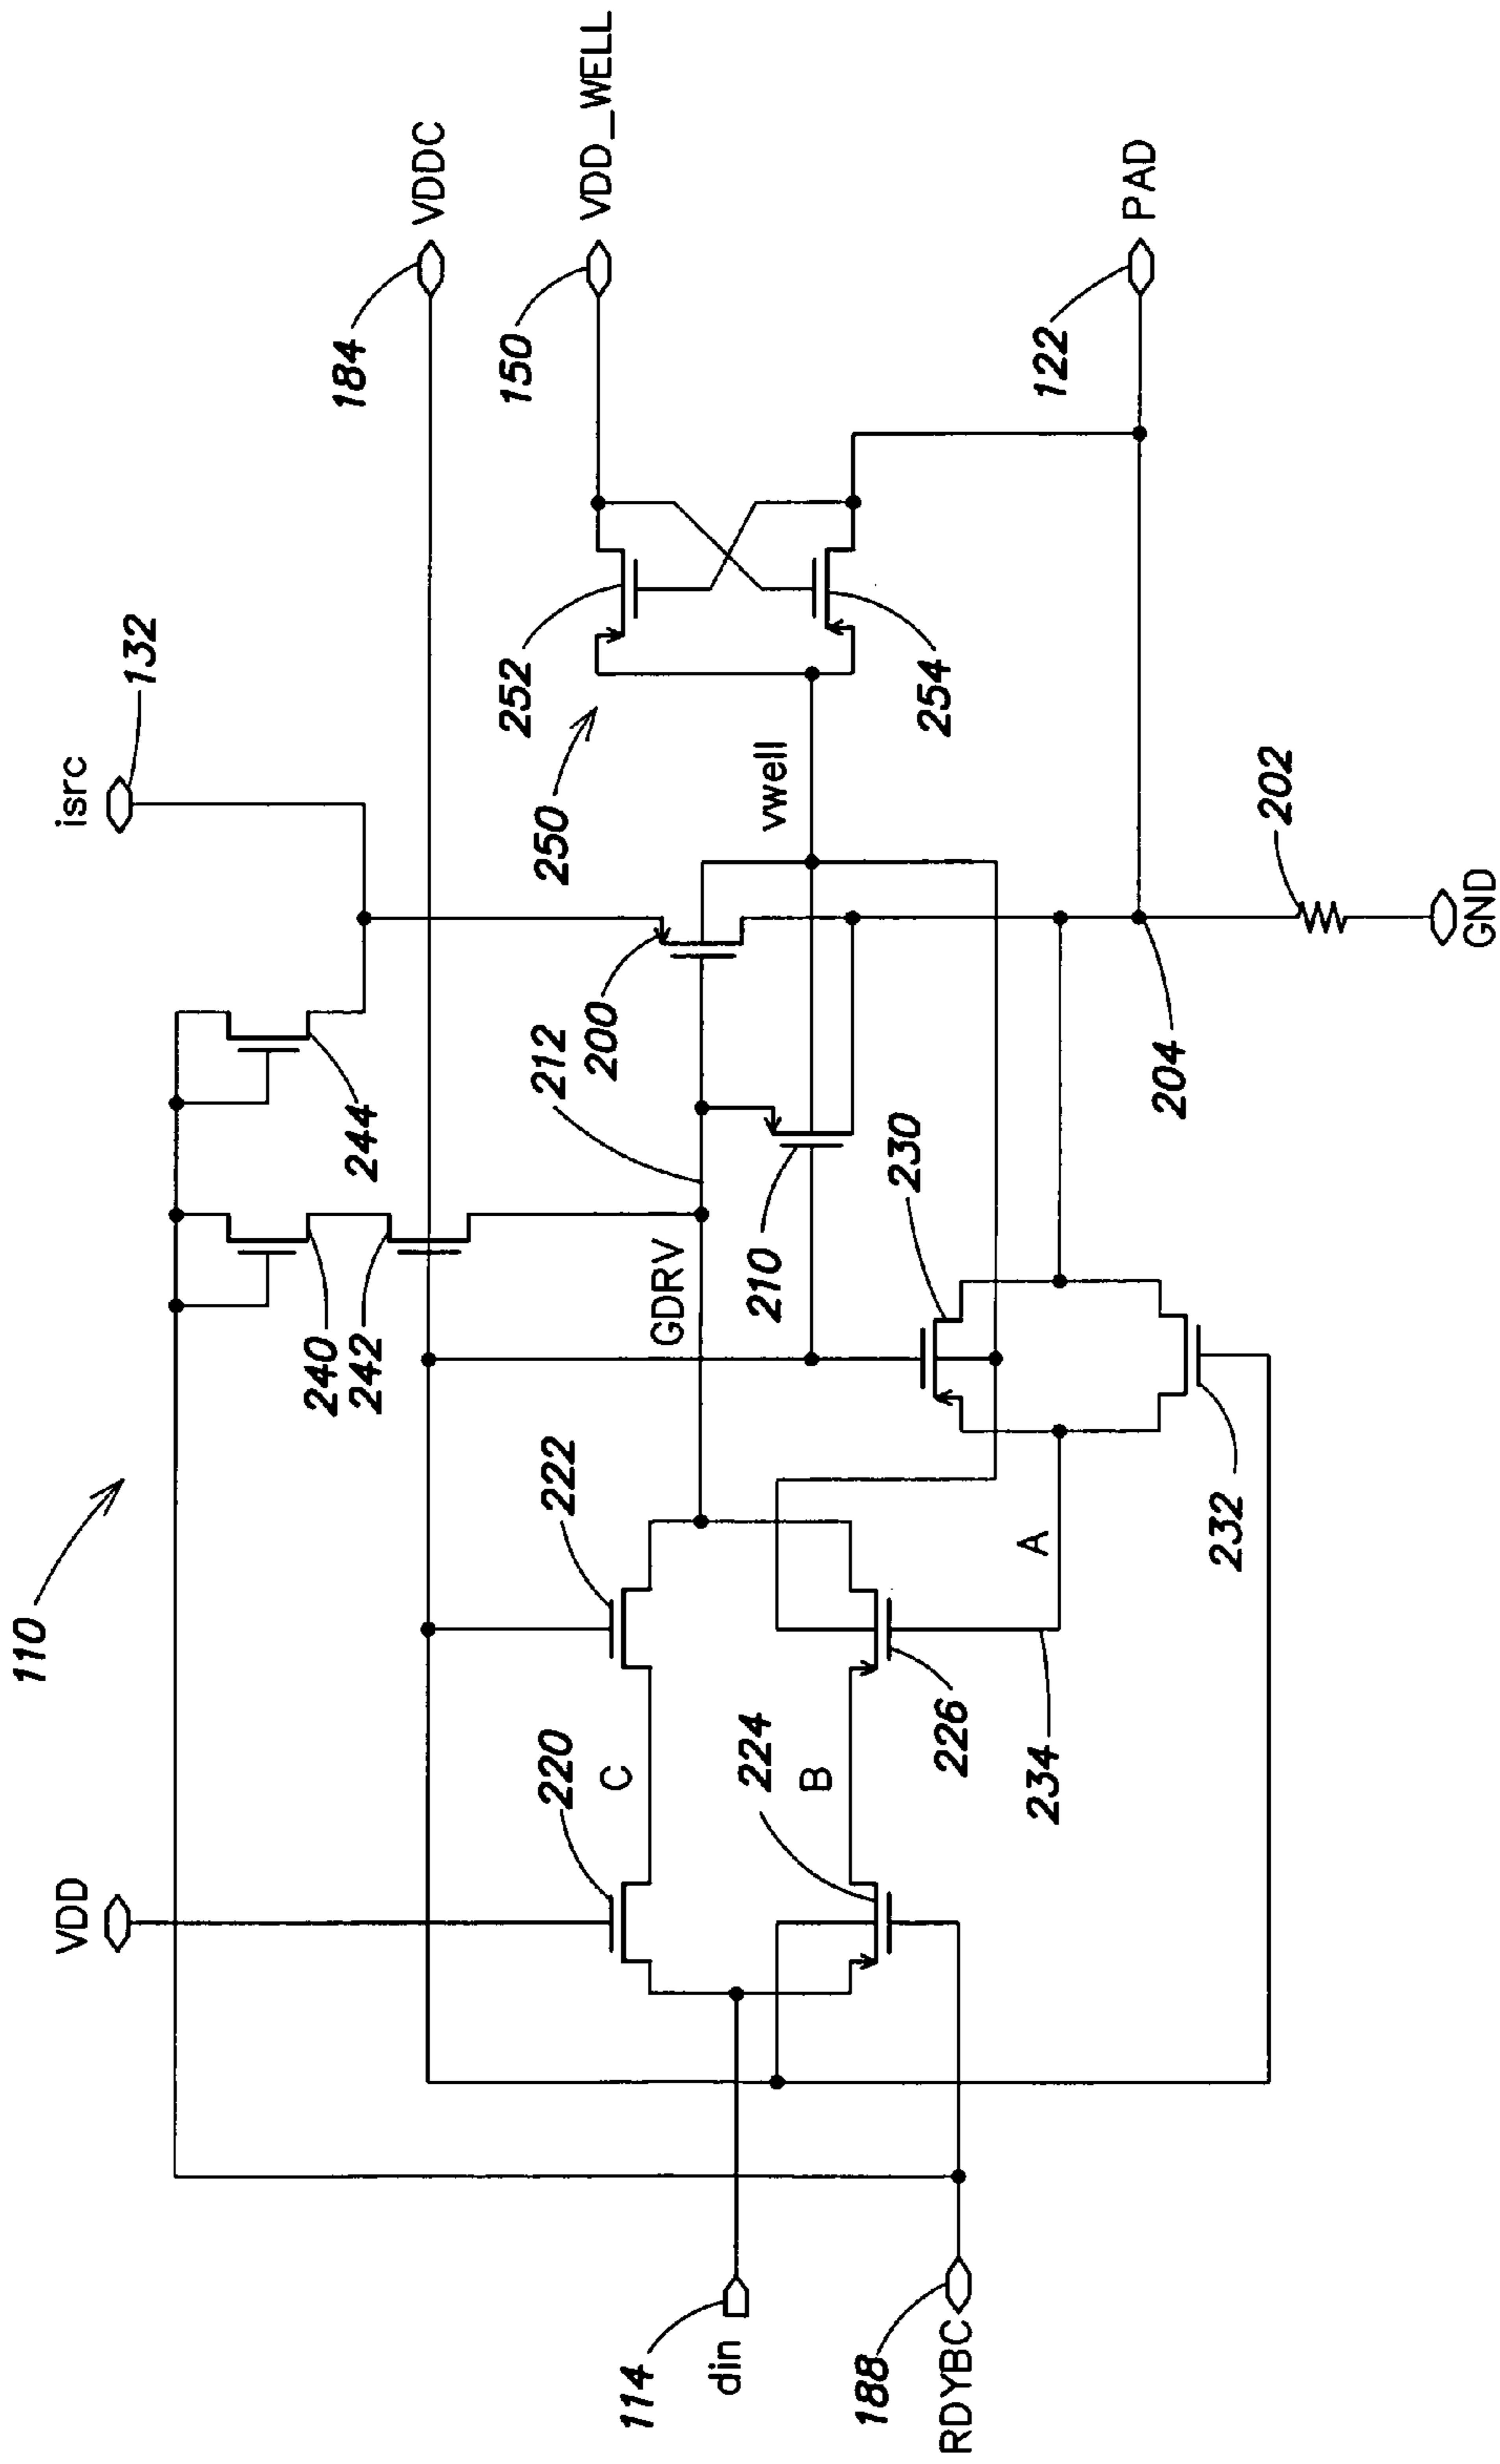 110
VDD
isrc
132
184
VDDC
150
VDD_WELL
244
240
242
222
220
C
GDRV
212
200
252
250
vwell
254
210
230
224
B
226
A
234
232
204
202
GND
122
PAD
114
din
188
RDYBC